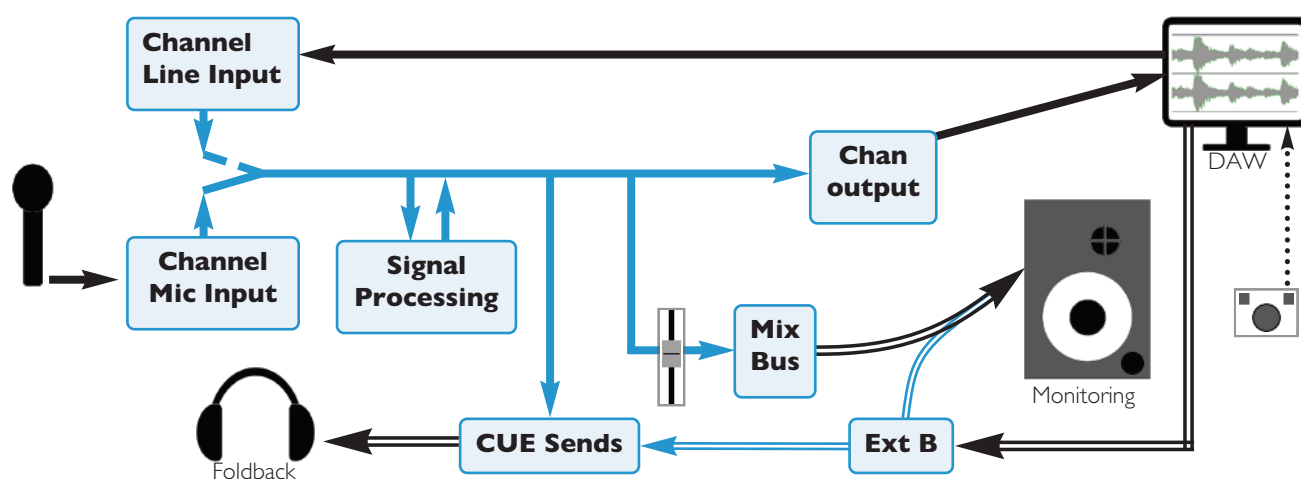 Channel
Line Input
DAW
Chan
output
Channel
Mic Input
Signal
Processing
Mix
Bus
Monitoring
CUE Sends
Ext B
Foldback